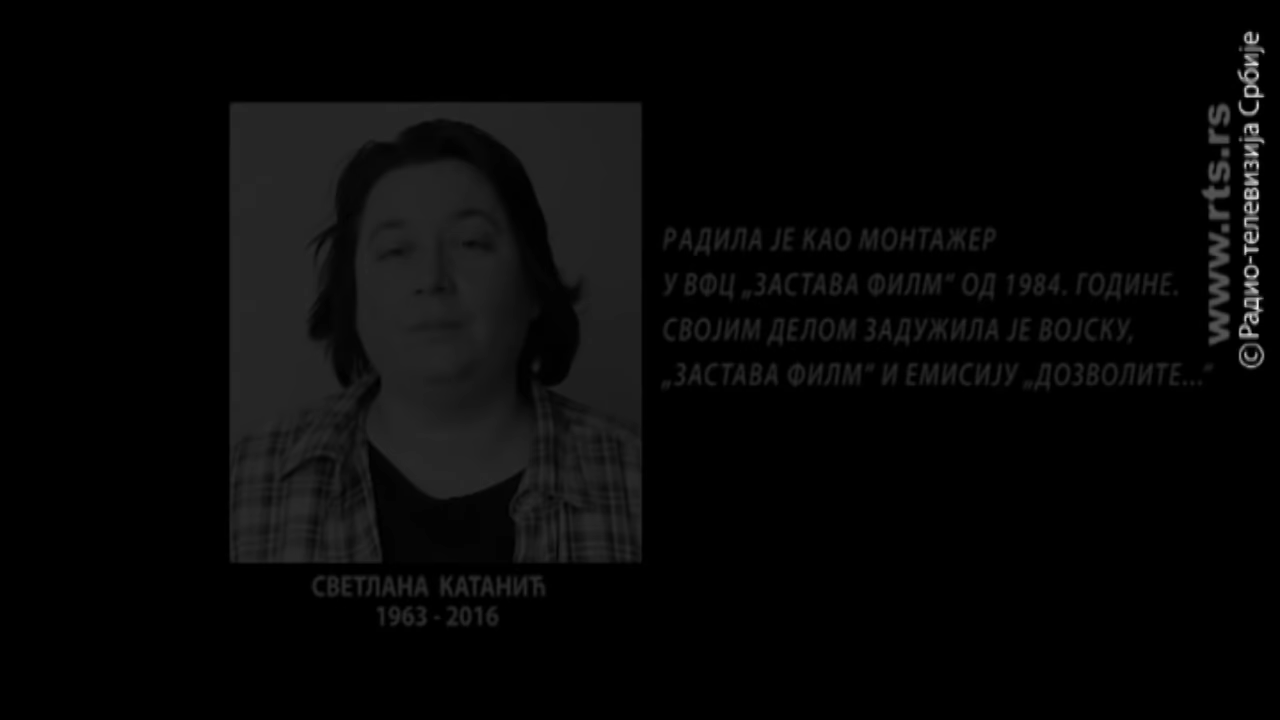 РАДИЛА ЈЕ КАО МОНТАЖЕР
У ВФЦ „ЗАСТАВА ФИЛМ“ ОД 1984. ГОДИНЕ.
СВОЈИМ ДЕЛОМ ЗАДУЖИЛА ЈЕ ВОЈСКУ,
„ЗАСТАВА ФИЛМ“ И ЕМИСИЈУ „ДОЗВОЛИТЕ...“
СВЕТЛАНА КАТАНИЋ
1963 - 2016
www.rts.rs
© Радио-телевизија Србије